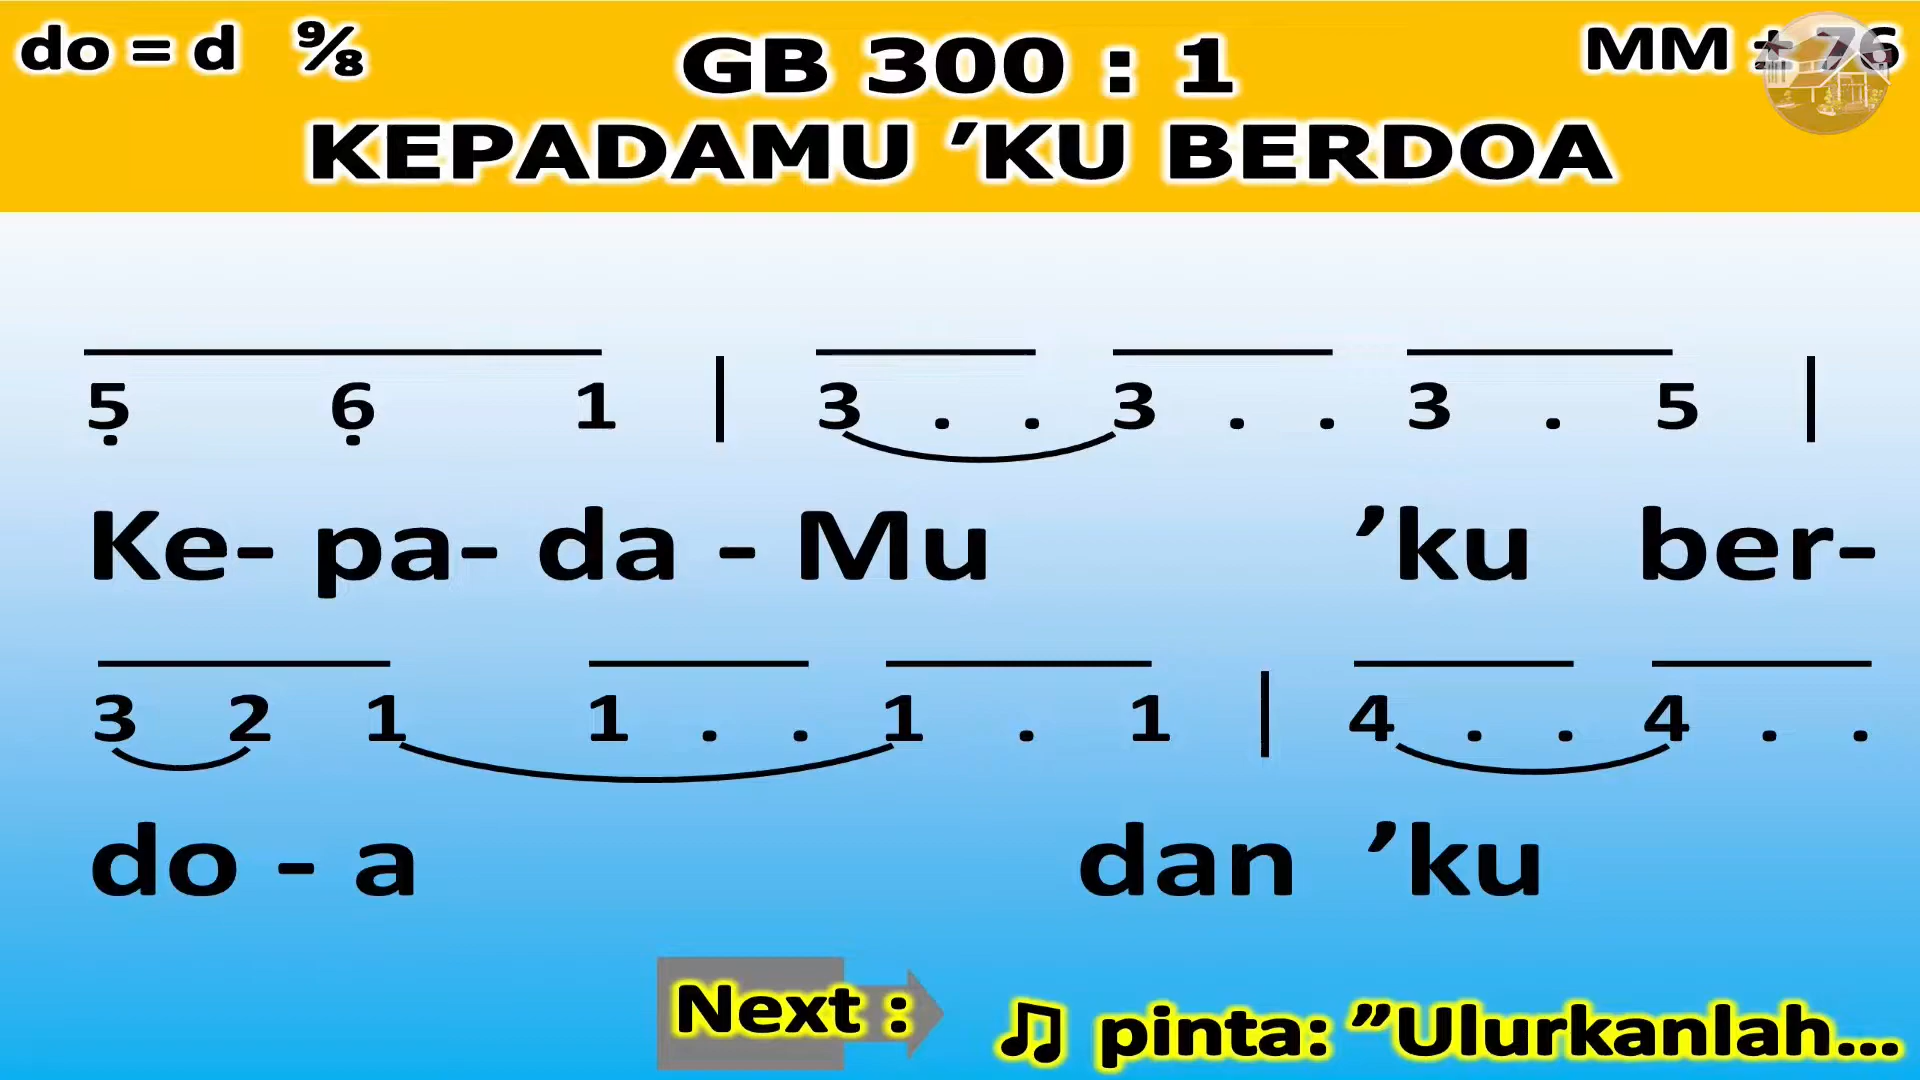 do = d   9/8   GB 300 : 1   MM ± 76
KEPADAMU ’KU BERDOA
5̣ 6̣ 1 | 3 . . 3 . . 3 . 5 |
Ke- pa- da - Mu ’ku ber-
3 2 1 1 . . 1 . 1 | 4 . . 4 . .
do - a dan ’ku
Next : ♫ pinta: ”Ulurkanlah...